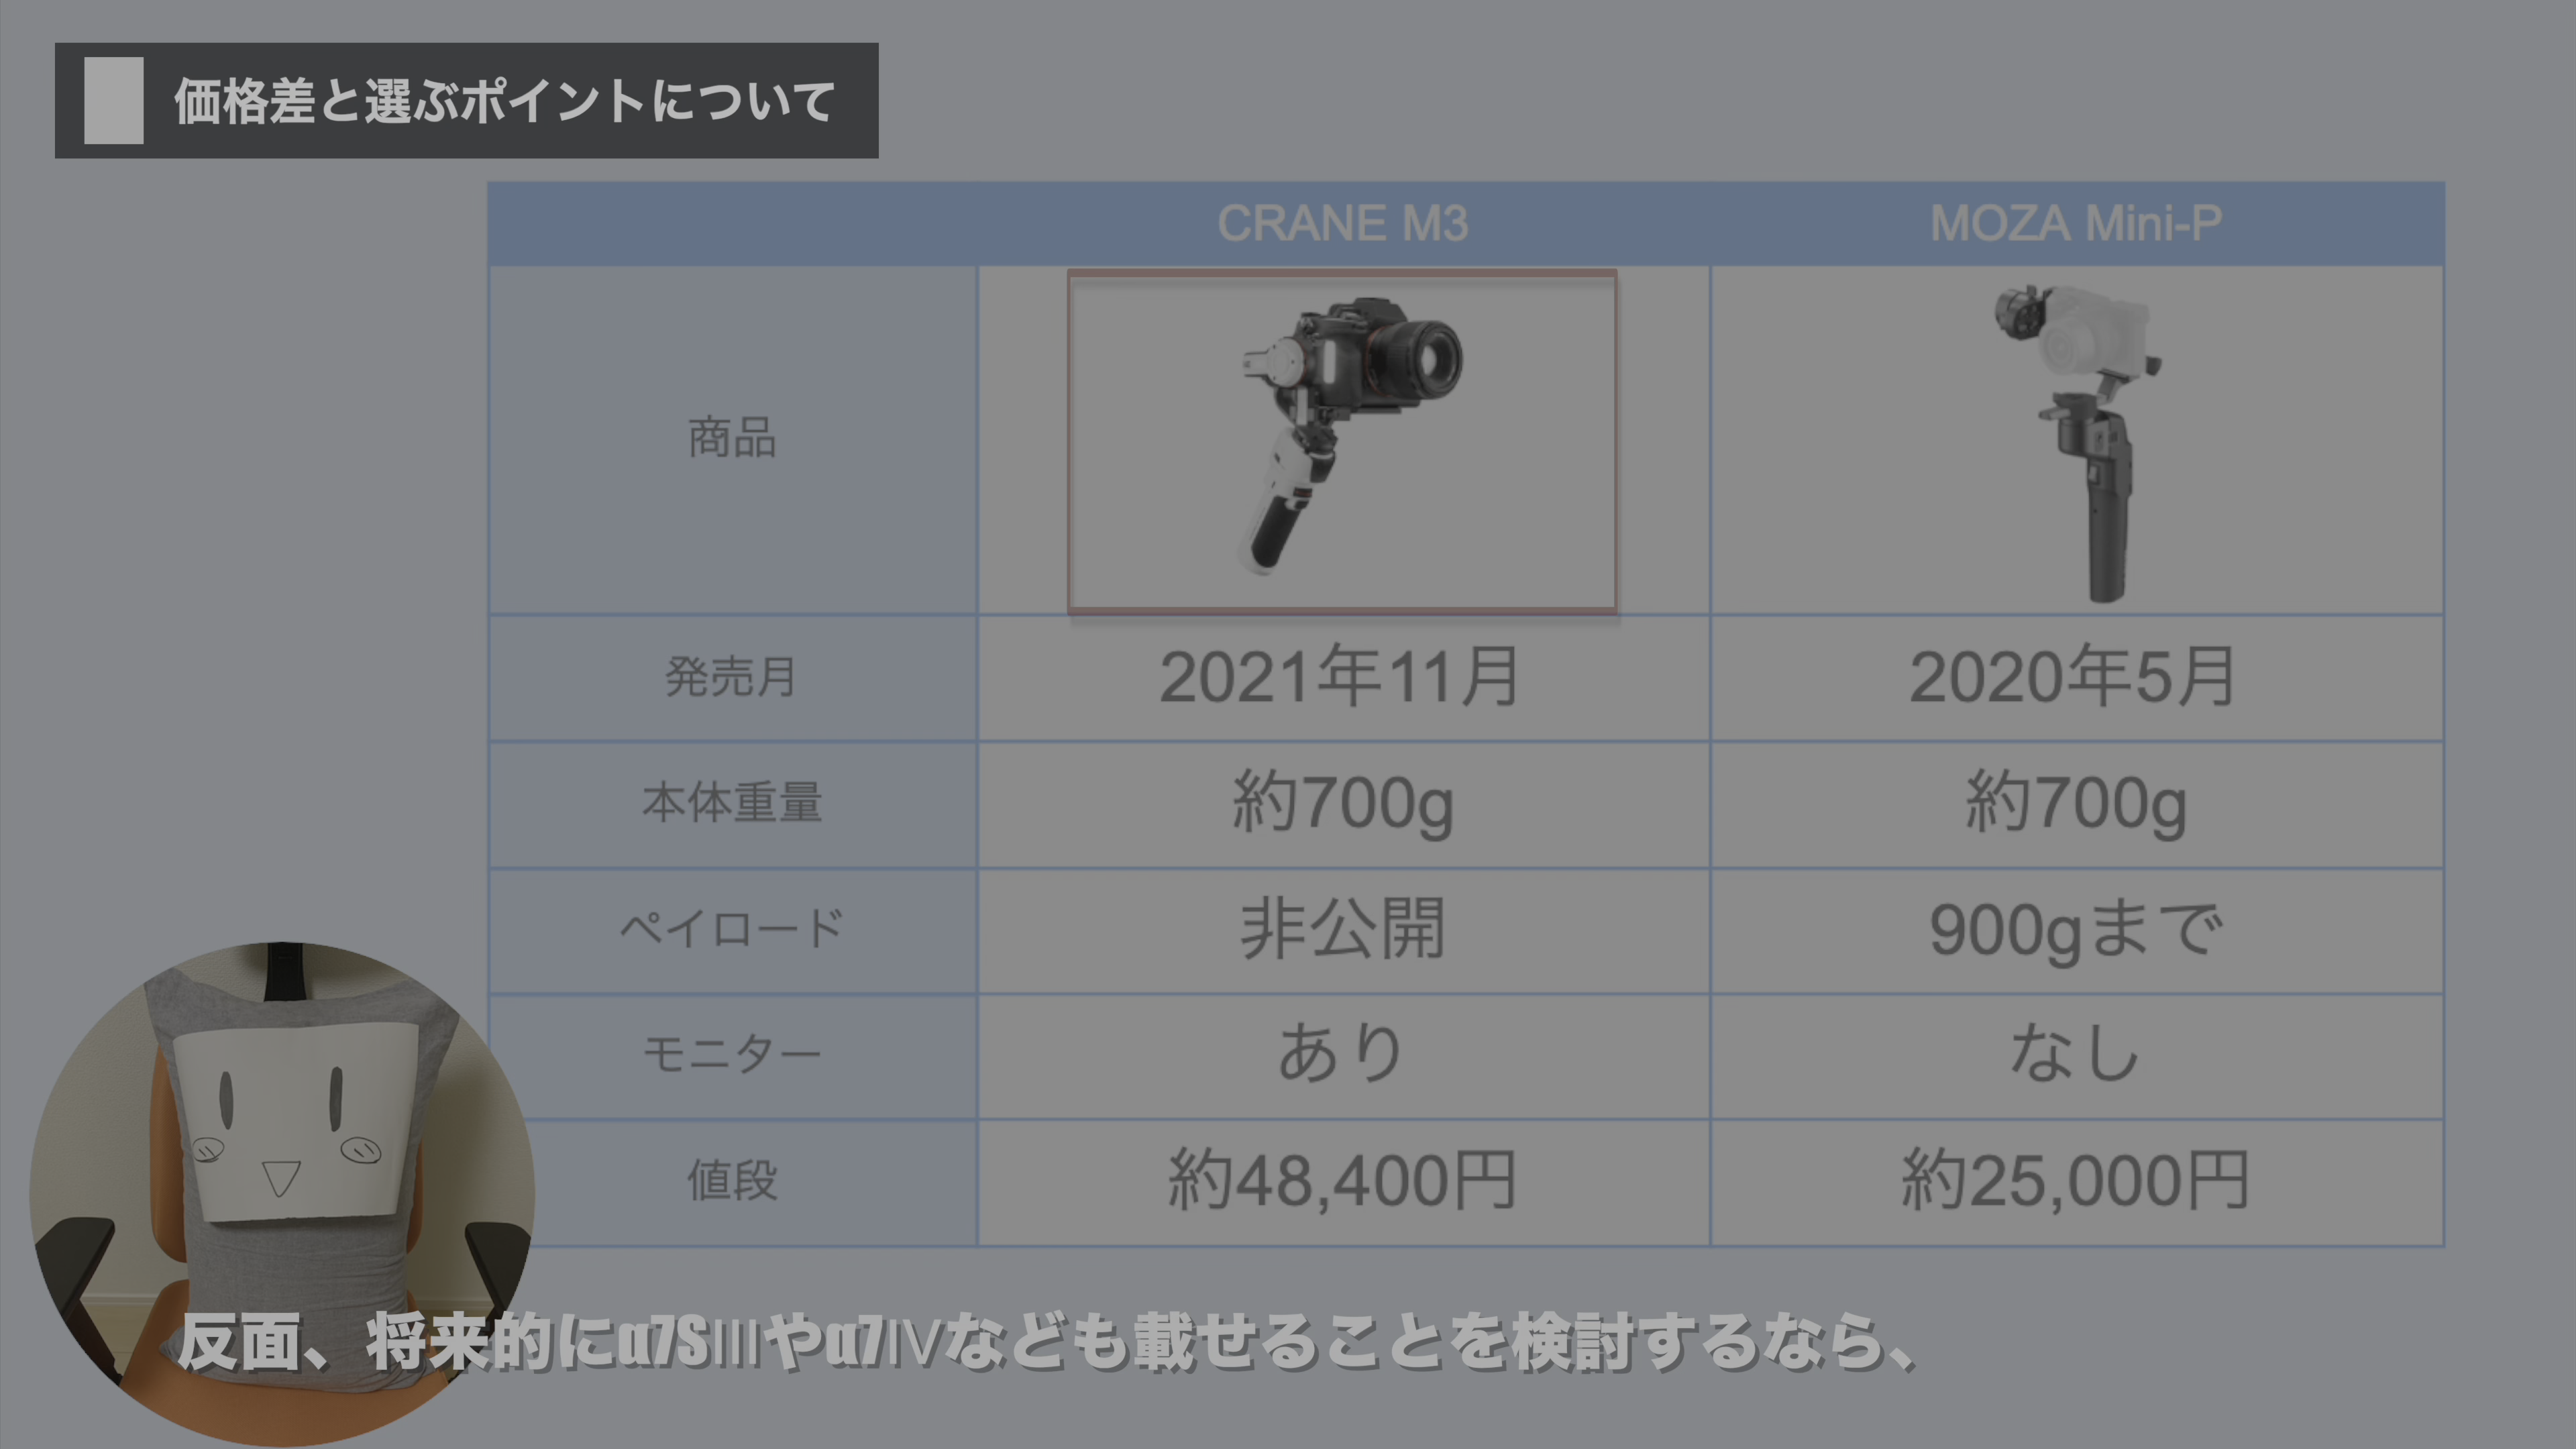 価格差と選ぶポイントについて
CRANE M3 MOZA Mini-P
商品
発売月 2021年11月 2020年5月
本体重量 約700g 約700g
ペイロード 非公開 900gまで
モニター あり なし
値段 約48,400円 約25,000円
反面、将来的にα7SⅢやα7Ⅳなども載せることを検討するなら、